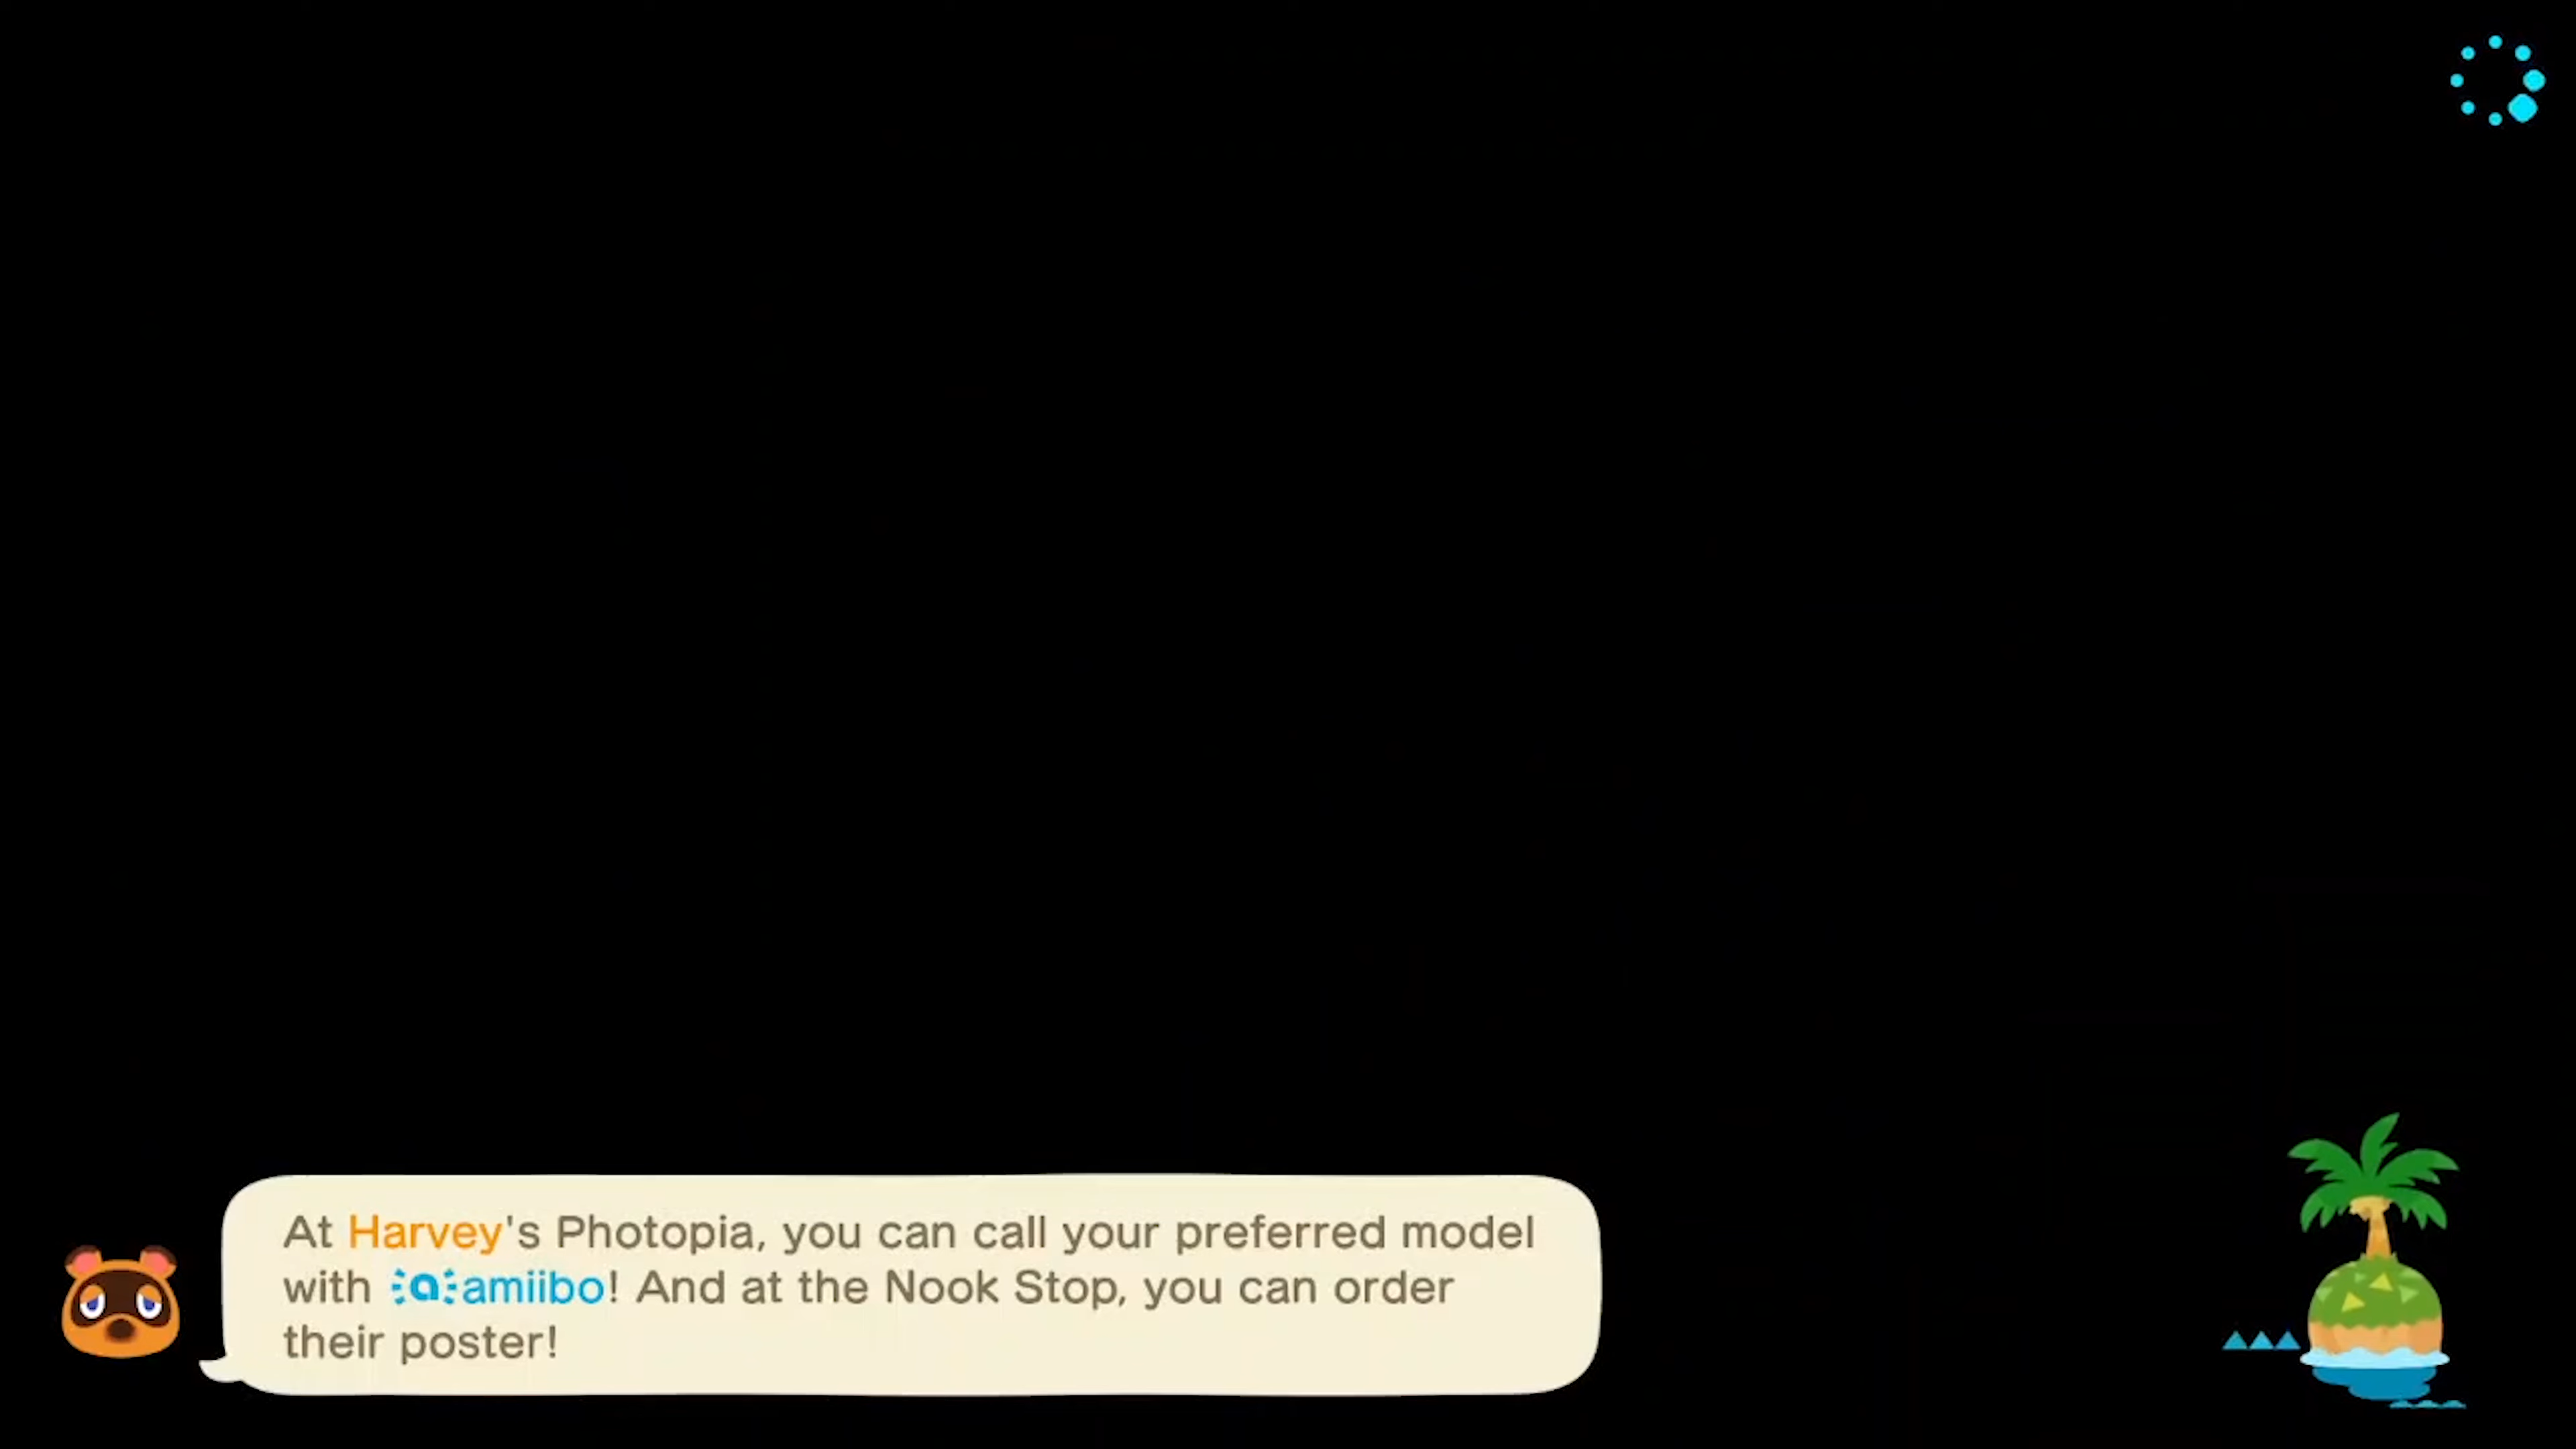 At Harvey's Photopia, you can call your preferred model
with amiibo! And at the Nook Stop, you can order
their poster!